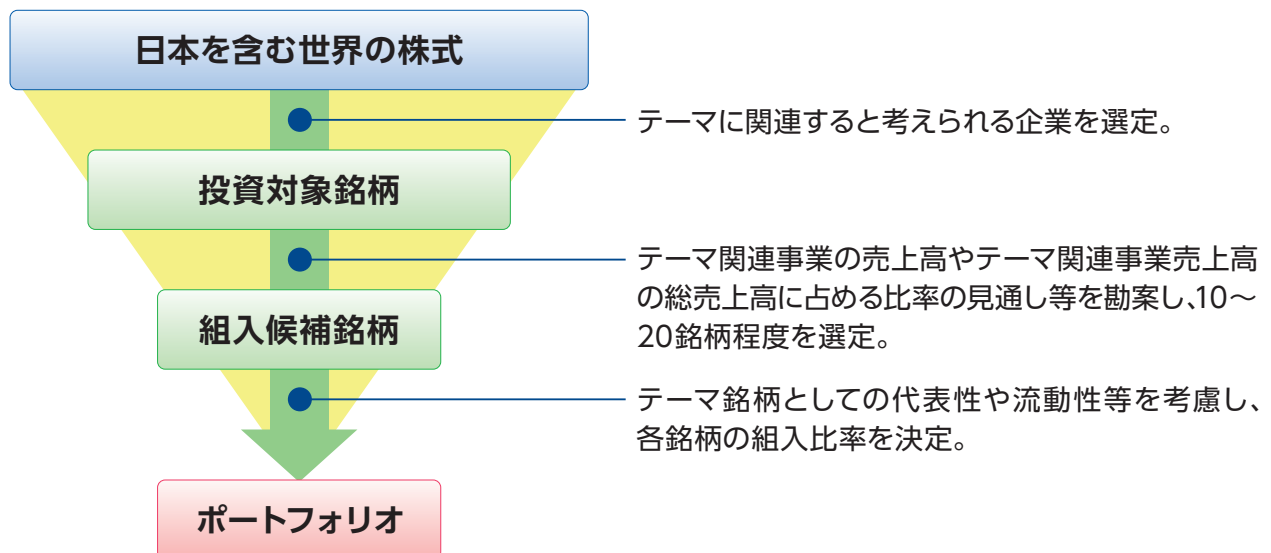 日本を含む世界の株式
テーマに関連すると考えられる企業を選定。
投資対象銘柄
テーマ関連事業の売上高やテーマ関連事業売上高
の総売上高に占める比率の見通し等を勘案し、10～
20銘柄程度を選定。
組入候補銘柄
テーマ銘柄としての代表性や流動性等を考慮し、
各銘柄の組入比率を決定。
ポートフォリオ